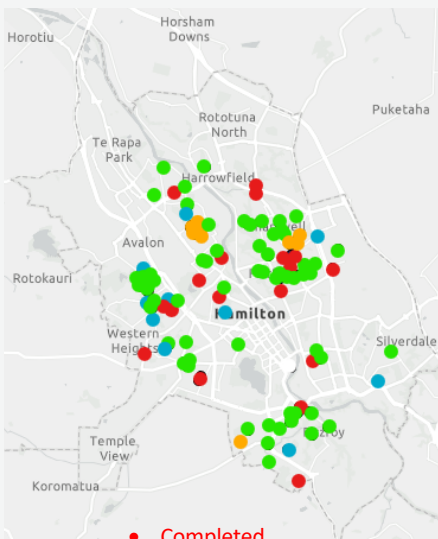 Horsham
Downs
Horotiu
Puketaha
Rototuna
North
Te Rapa
Park
Harrowfield
Avalon
Rotokauri
Hamilton
Western
Heights
Silverdale
Temple
View
Koromatua
Completed